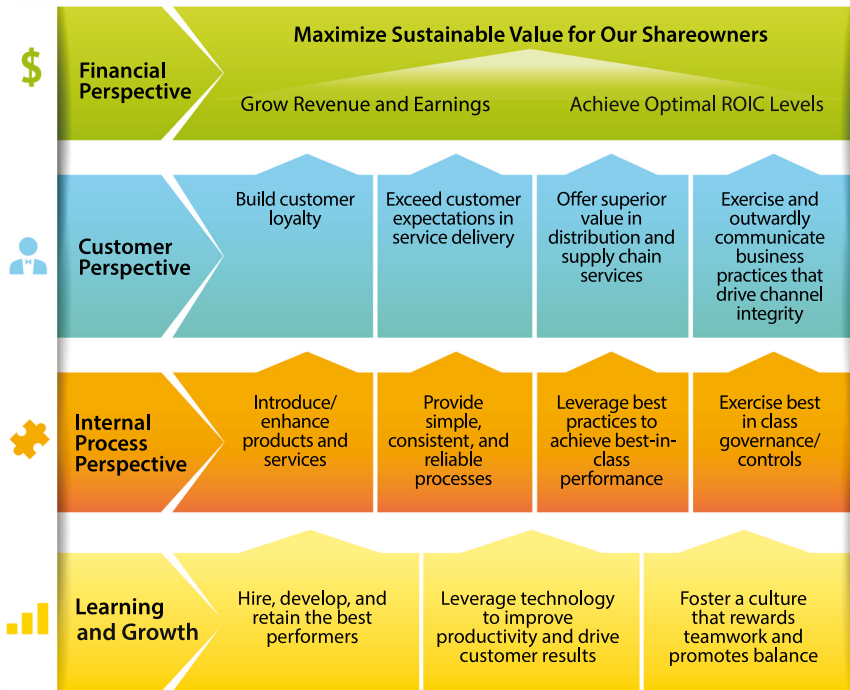 $
Maximize Sustainable Value for Our Shareowners
Financial
Perspective
Grow Revenue and Earnings
Achieve Optimal ROIC Levels
Customer
Perspective
Build customer
loyalty
Exceed customer
expectations in
service delivery
Offer superior
value in
distribution and
supply chain
services
Exercise and
outwardly
communicate
business
practices that
drive channel
integrity
Internal
Process
Perspective
Introduce/
enhance
products and
services
Provide
simple,
consistent, and
reliable
processes
Leverage best
practices to
achieve best-in-
class
performance
Exercise best
in class
governance/
controls
Learning
and Growth
Hire, develop, and
retain the best
performers
Leverage technology
to improve
productivity and drive
customer results
Foster a culture
that rewards
teamwork and
promotes balance